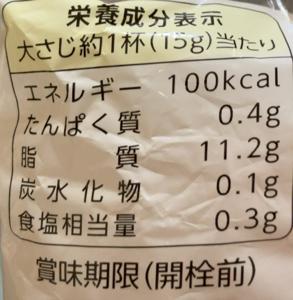 栄養成分表示
大さじ約1杯(15g)当たり
エネルギー 100kcal
たんぱく質 0.4g
脂質 11.2g
炭水化物 0.1g
食塩相当量 0.3g
賞味期限(開栓前)